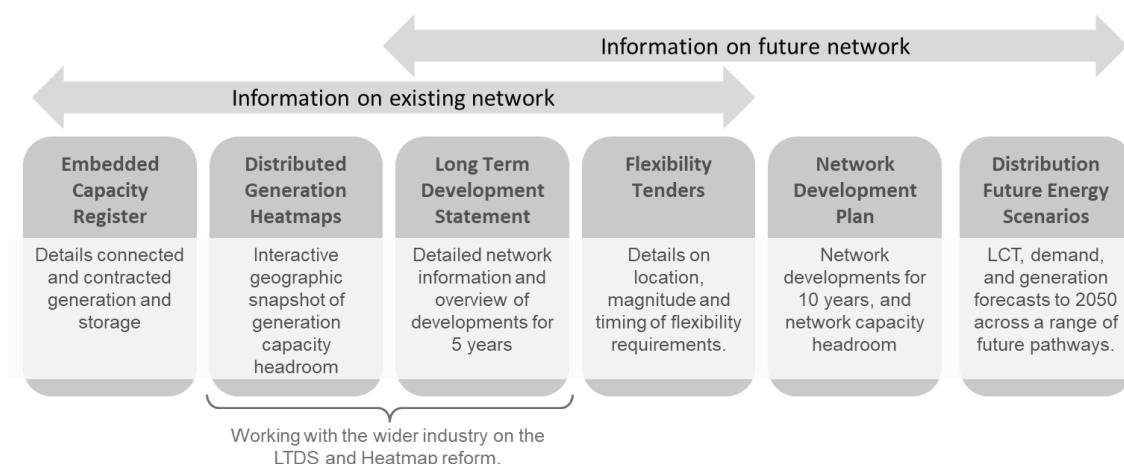 Information on future network
Information on existing network
Embedded
Capacity
Register
Details connected
and contracted
generation and
storage
Distributed
Generation
Heatmaps
Interactive
geographic
snapshot of
generation
capacity
headroom
Long Term
Development
Statement
Detailed network
information and
overview of
developments for
5 years
Flexibility
Tenders
Details on
location,
magnitude and
timing of flexibility
requirements.
Network
Development
Plan
Network
developments for
10 years, and
network capacity
headroom
Distribution
Future Energy
Scenarios
LCT, demand,
and generation
forecasts to 2050
across a range of
future pathways.
Working with the wider industry on the
LTDS and Heatmap reform.